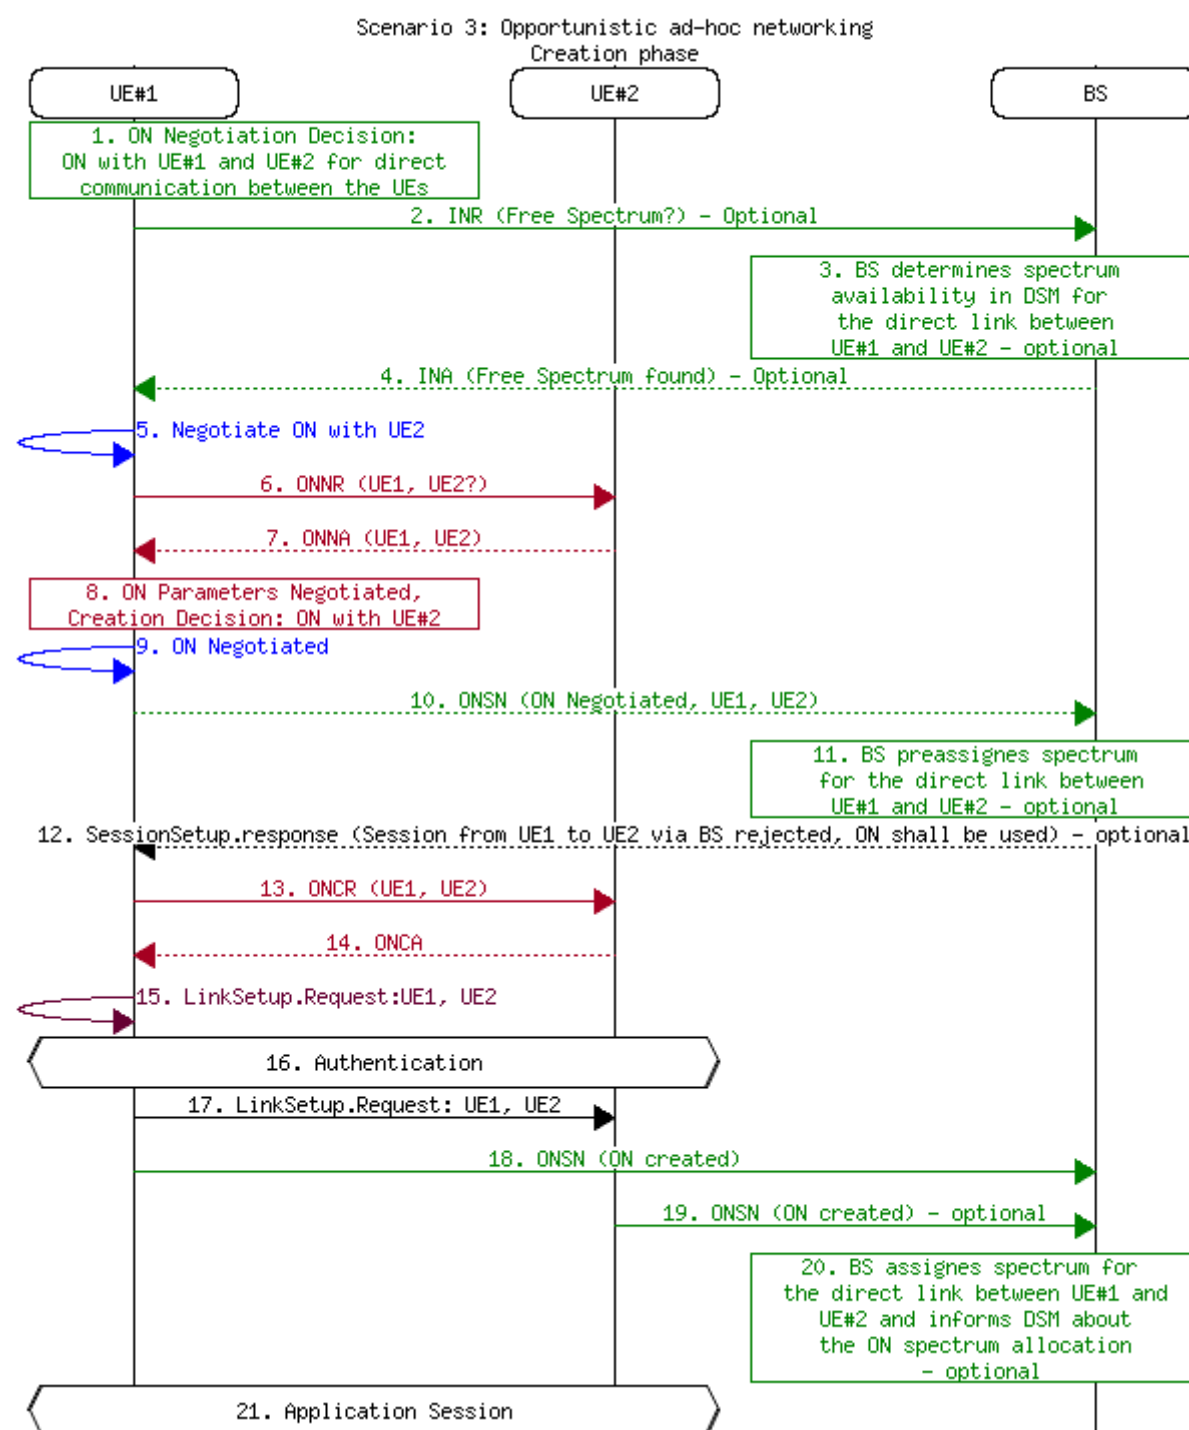 Scenario 3: Opportunistic ad-hoc networking
Creation phase
UE#1
UE#2
BS
1. ON Negotiation Decision:
ON with UE#1 and UE#2 for direct
communication between the UEs
2. INR (Free Spectrum?) - Optional
3. BS determines spectrum
availability in DSM for
the direct link between
UE#1 and UE#2 - optional
4. INA (Free Spectrum found) - Optional
5. Negotiate ON with UE2
6. ONNR (UE1, UE2?)
7. ONNA (UE1, UE2)
8. ON Parameters Negotiated,
Creation Decision: ON with UE#2
9. ON Negotiated
10. ONSN (ON Negotiated, UE1, UE2)
11. BS preassignes spectrum
for the direct link between
UE#1 and UE#2 - optional
12. SessionSetup.response (Session from UE1 to UE2 via BS rejected, ON shall be used) - optional
13. ONCR (UE1, UE2)
14. ONCA
15. LinkSetup.Request:UE1, UE2
16. Authentication
17. LinkSetup.Request: UE1, UE2
18. ONSN (ON created)
19. ONSN (ON created) - optional
20. BS assignes spectrum for
the direct link between UE#1 and
UE#2 and informs DSM about
the ON spectrum allocation
- optional
21. Application Session